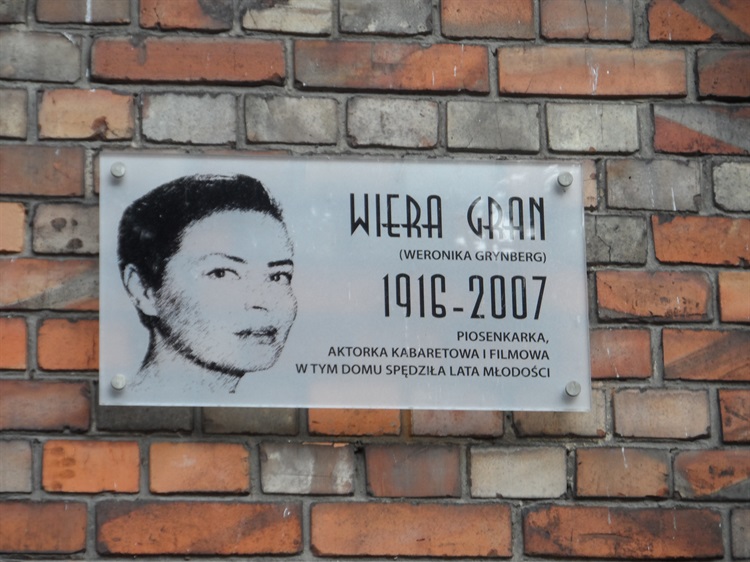 WIERA GRAN
(WERONIKA GRYNBERG)
1916-2007
PIOSENKARKA,
AKTORKA KABARETOWA I FILMOWA
W TYM DOMU SPĘDZIŁA LATA MŁODOŚCI